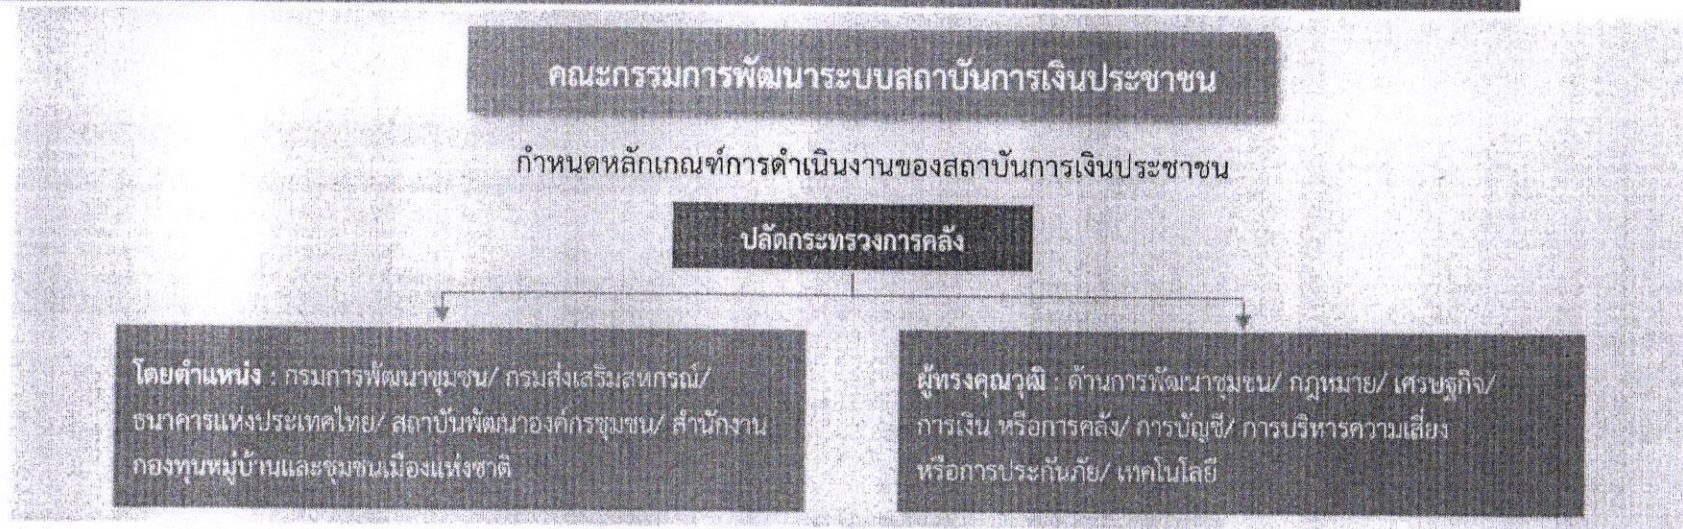 คณะกรรมการพัฒนาระบบสถาบันการเงินประชาชน
กำหนดหลักเกณฑ์การดำเนินงานของสถาบันการเงินประชาชน
ปลัดกระทรวงการคลัง
โดยตำแหน่ง : กรมการพัฒนาชุมชน/ กรมส่งเสริมสหกรณ์/
ธนาคารแห่งประเทศไทย/ สถาบันพัฒนาองค์กรชุมชน/ สำนักงาน
กองทุนหมู่บ้านและชุมชนเมืองแห่งชาติ
ผู้ทรงคุณวุฒิ : ด้านการพัฒนาชุมชน/ กฎหมาย/ เศรษฐกิจ/
การเงิน หรือการคลัง/ การบัญชี/ การบริหารความเสี่ยง
หรือการประกันภัย/ เทคโนโลยี